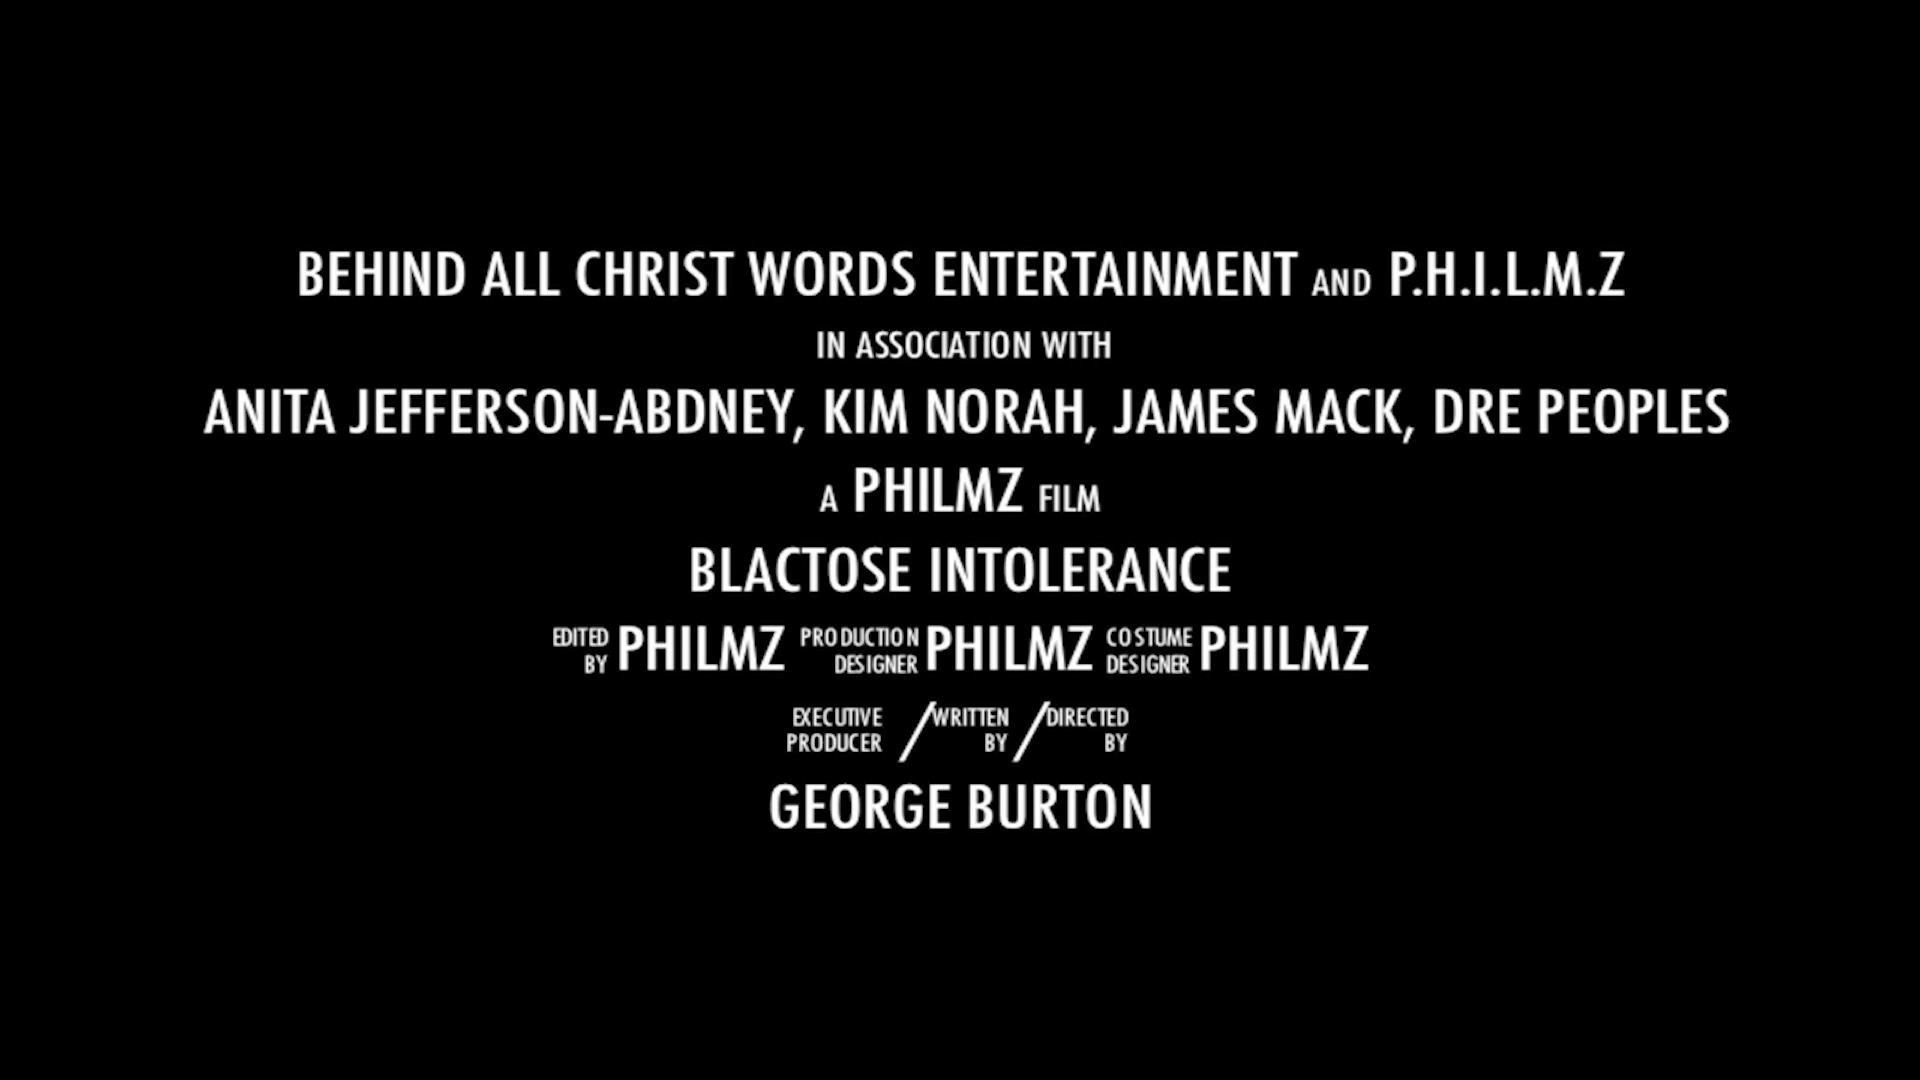 BEHIND ALL CHRIST WORDS ENTERTAINMENT AND P.H.I.L.M.Z
IN ASSOCIATION WITH
ANITA JEFFERSON-ABDNEY, KIM NORAH, JAMES MACK, DRE PEOPLES
A PHILMZ FILM
BLACTOSE INTOLERANCE
EDITED BY PHILMZ PRODUCTION DESIGNER PHILMZ COSTUME DESIGNER PHILMZ
EXECUTIVE PRODUCER / WRITTEN BY / DIRECTED BY
GEORGE BURTON